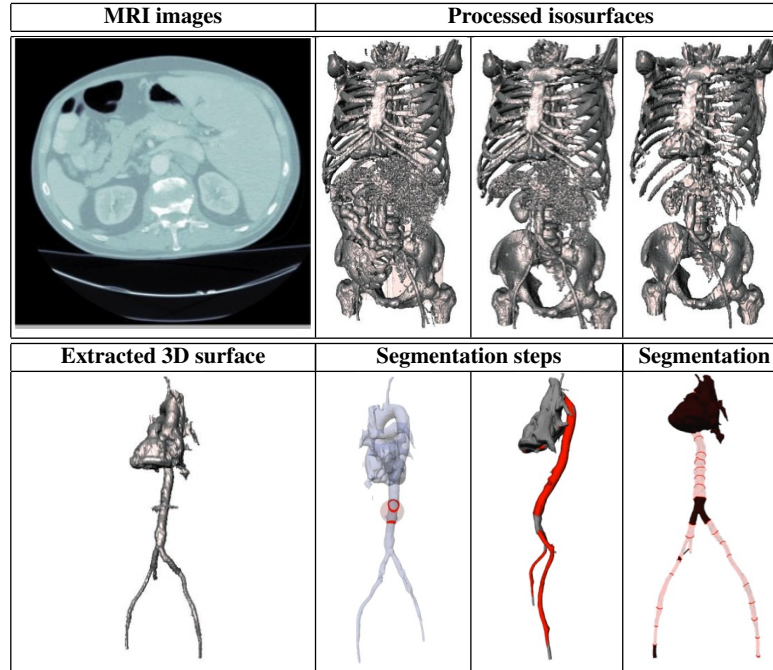 MRI images
Processed isosurfaces
Extracted 3D surface
Segmentation steps
Segmentation